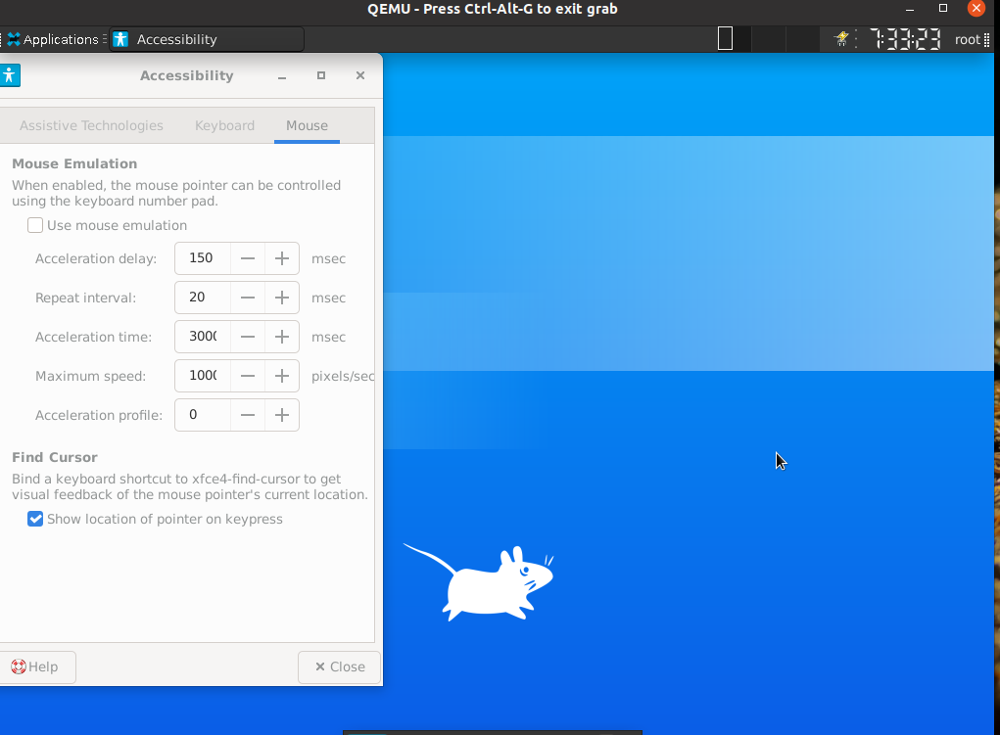 QEMU - Press Ctrl-Alt-G to exit grab
Applications Accessibility 7:33:23 root
Accessibility
Assistive Technologies Keyboard Mouse
Mouse Emulation
When enabled, the mouse pointer can be controlled
using the keyboard number pad.
Use mouse emulation
Acceleration delay: 150 msec
Repeat interval: 20 msec
Acceleration time: 3000 msec
Maximum speed: 1000 pixels/sec
Acceleration profile: 0
Find Cursor
Bind a keyboard shortcut to xfce4-find-cursor to get
visual feedback of the mouse pointer's current location.
Show location of pointer on keypress
Help Close